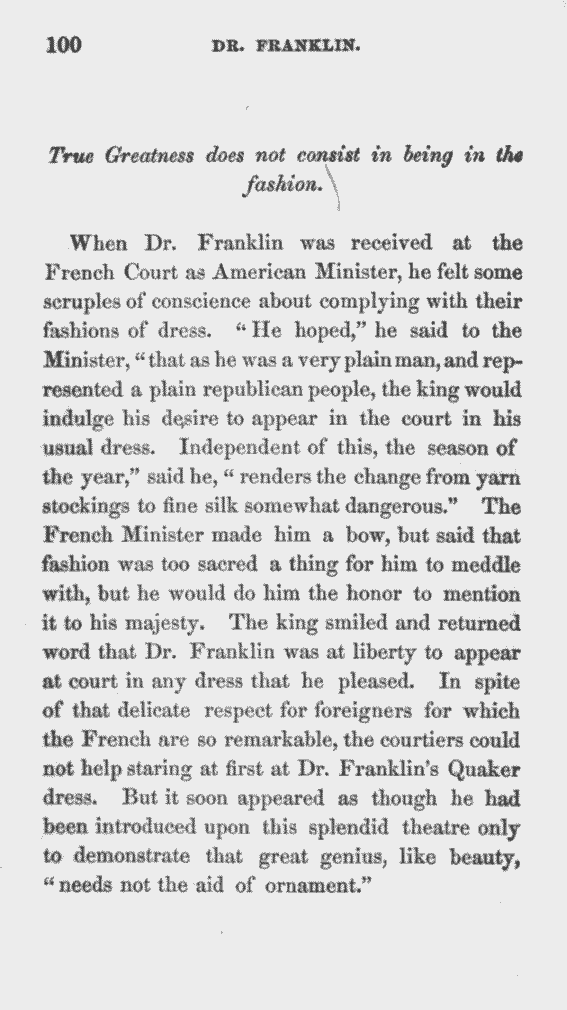 100 DR. FRANKLIN.
True Greatness does not consist in being in the
fashion.
When Dr. Franklin was received at the
French Court as American Minister, he felt some
scruples of conscience about complying with their
fashions of dress. “He hoped,” he said to the
Minister, “that as he was a very plain man, and rep-
resented a plain republican people, the king would
indulge his desire to appear in the court in his
usual dress. Independent of this, the season of
the year,” said he, “renders the change from yarn
stockings to fine silk somewhat dangerous.” The
French Minister made him a bow, but said that
fashion was too sacred a thing for him to meddle
with, but he would do him the honor to mention
it to his majesty. The king smiled and returned
word that Dr. Franklin was at liberty to appear
at court in any dress that he pleased. In spite
of that delicate respect for foreigners for which
the French are so remarkable, the courtiers could
not help staring at first at Dr. Franklin’s Quaker
dress. But it soon appeared as though he had
been introduced upon this splendid theatre only
to demonstrate that great genius, like beauty,
“needs not the aid of ornament.”